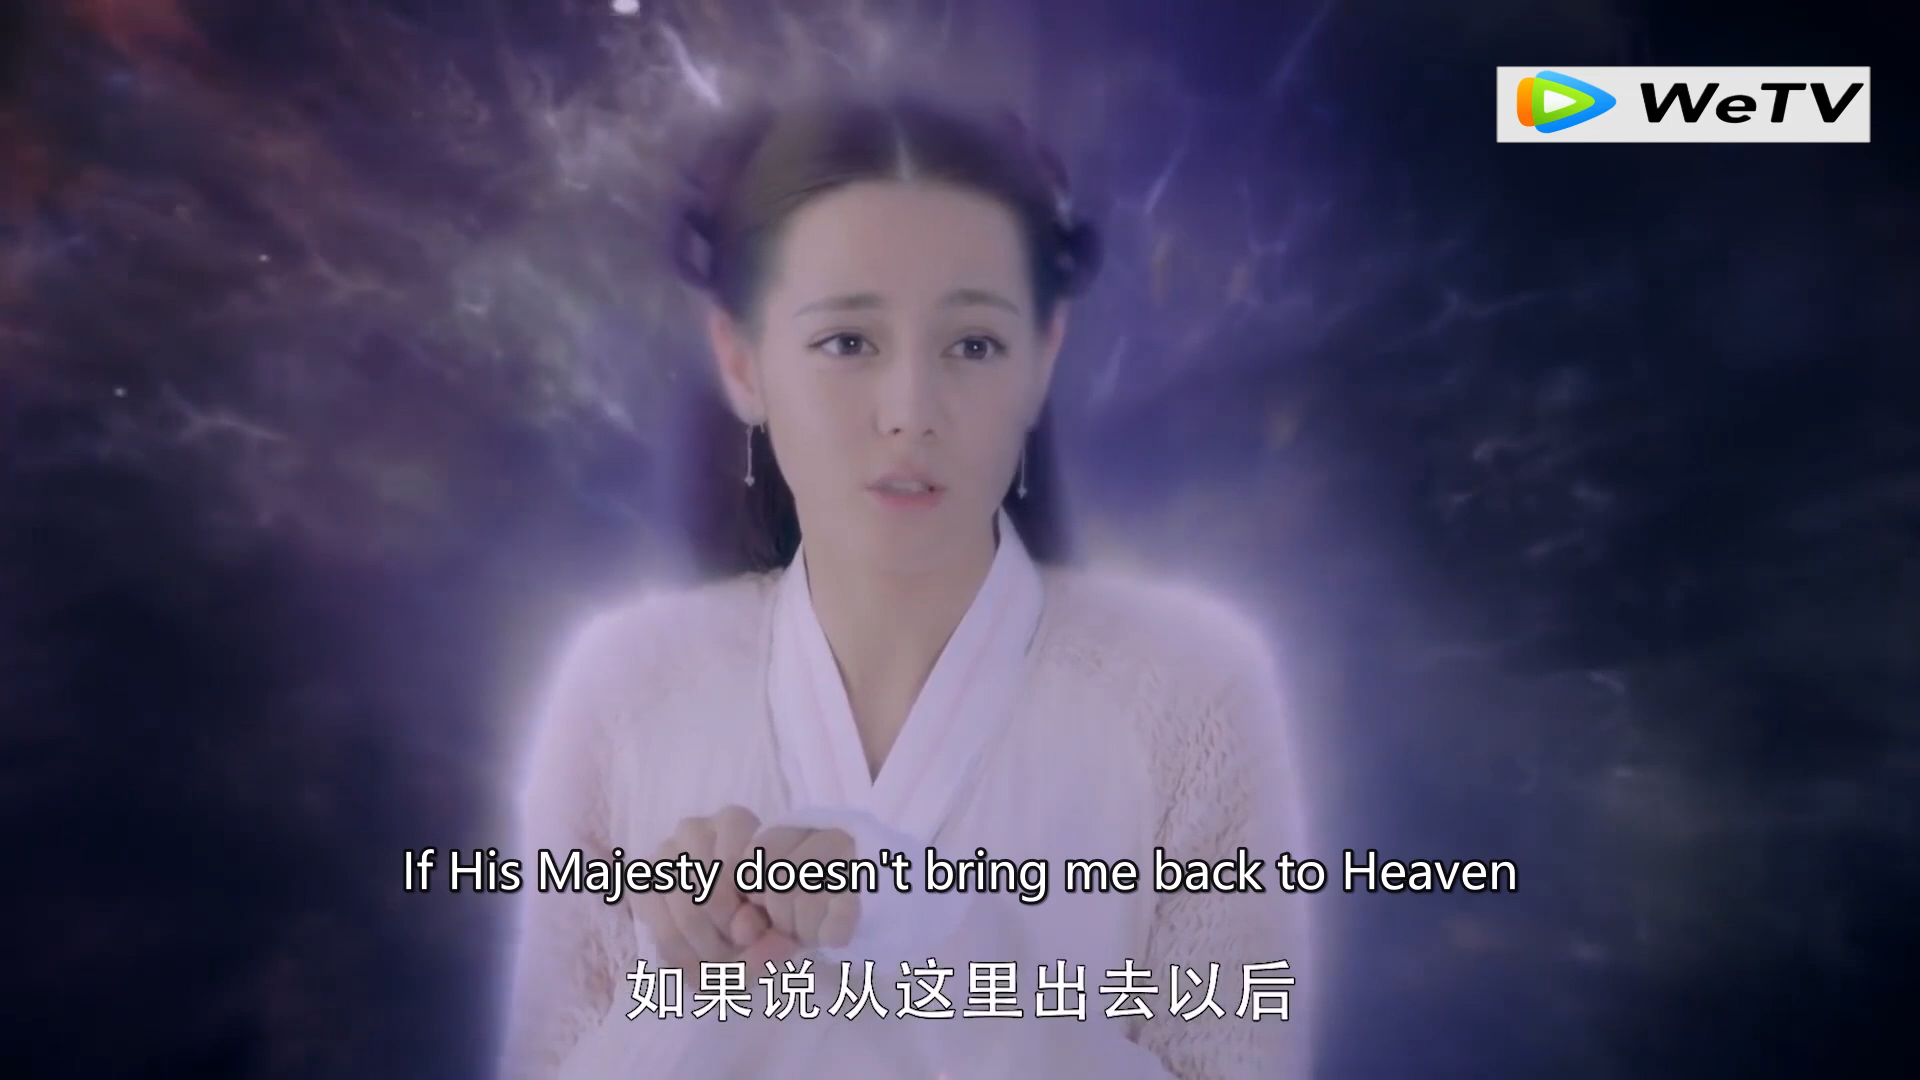 WeTV
If His Majesty doesn't bring me back to Heaven
如果说从这里出去以后